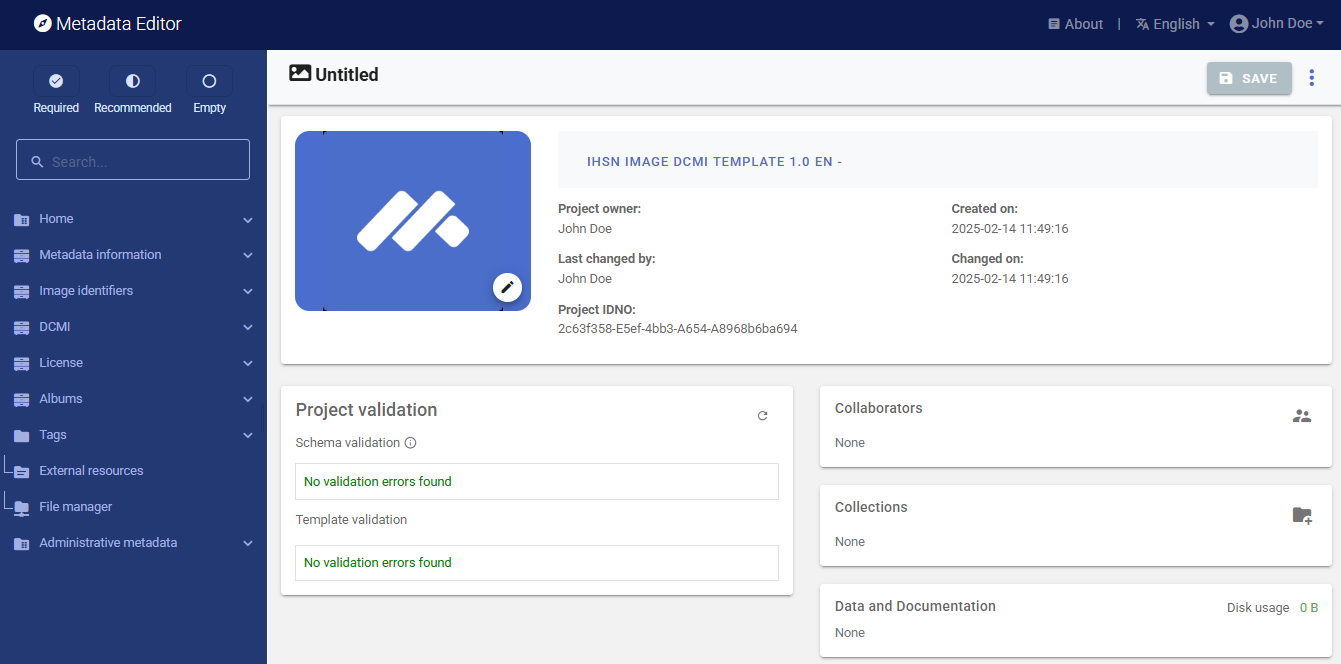 Metadata Editor
About | English John Doe
Required Recommended Empty
Search...
Home
Metadata information
Image identifiers
DCMI
License
Albums
Tags
External resources
File manager
Administrative metadata
Untitled
SAVE
IHSN IMAGE DCMI TEMPLATE 1.0 EN -
Project owner:
John Doe
Created on:
2025-02-14 11:49:16
Last changed by:
John Doe
Changed on:
2025-02-14 11:49:16
Project IDNO:
2c63f358-E5ef-4bb3-A654-A8968b6ba694
Project validation
Schema validation
No validation errors found
Template validation
No validation errors found
Collaborators
None
Collections
None
Data and Documentation
Disk usage 0 B
None